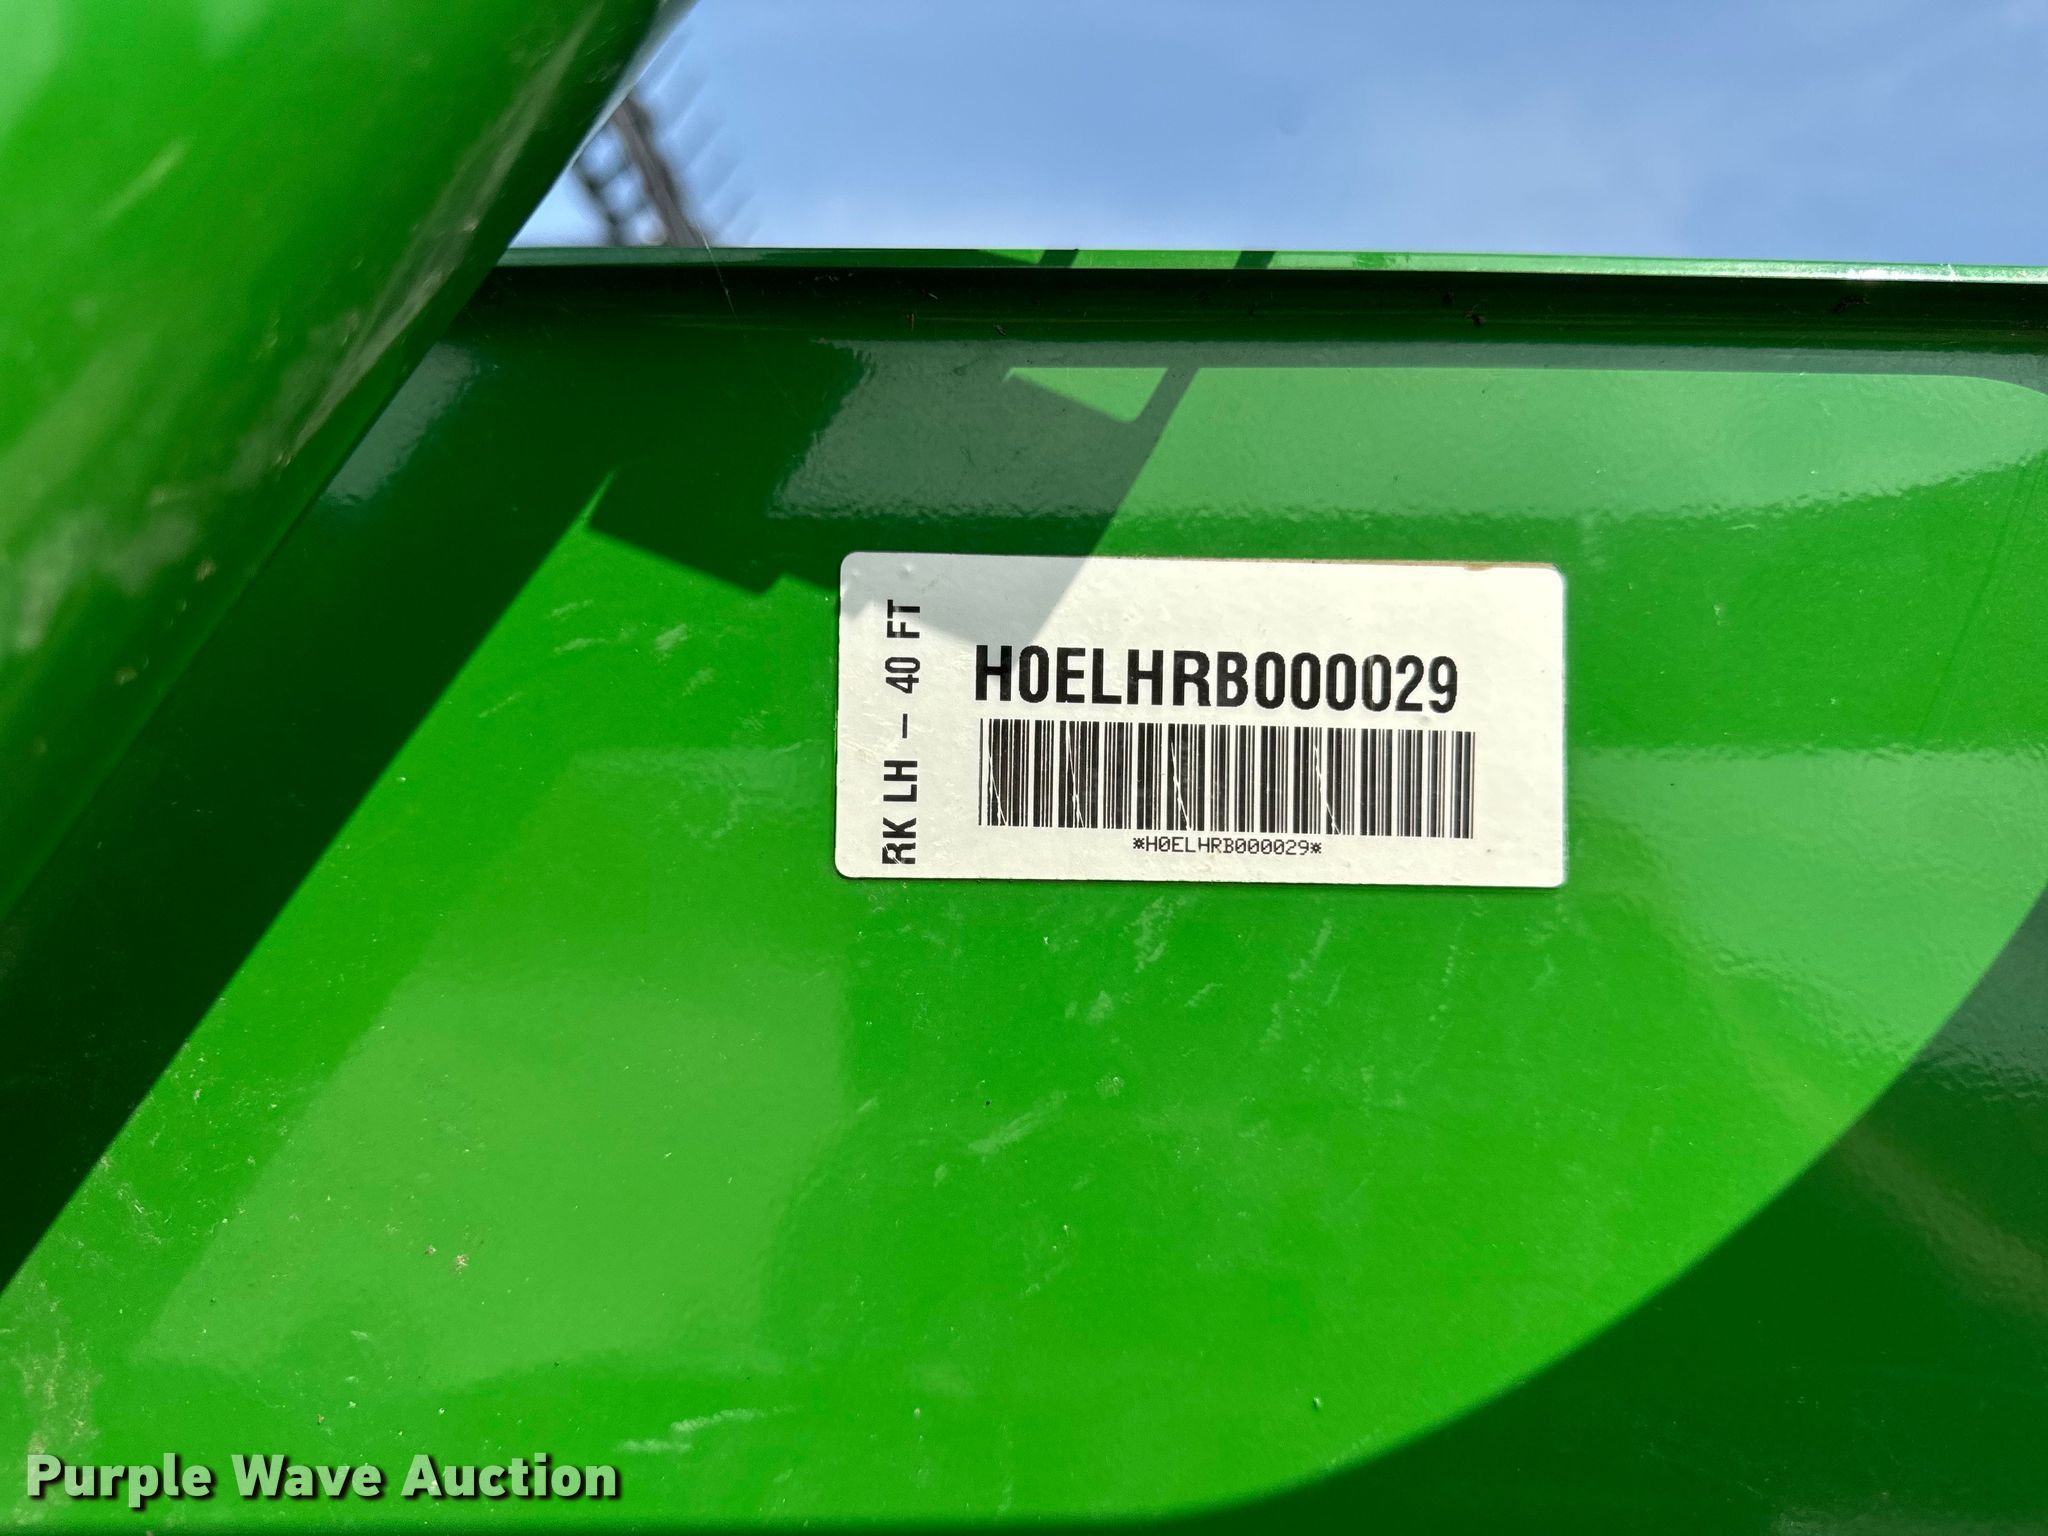 RK LH - 40 FT
H0ELHRB000029
*H0ELHRB000029*
Purple Wave Auction